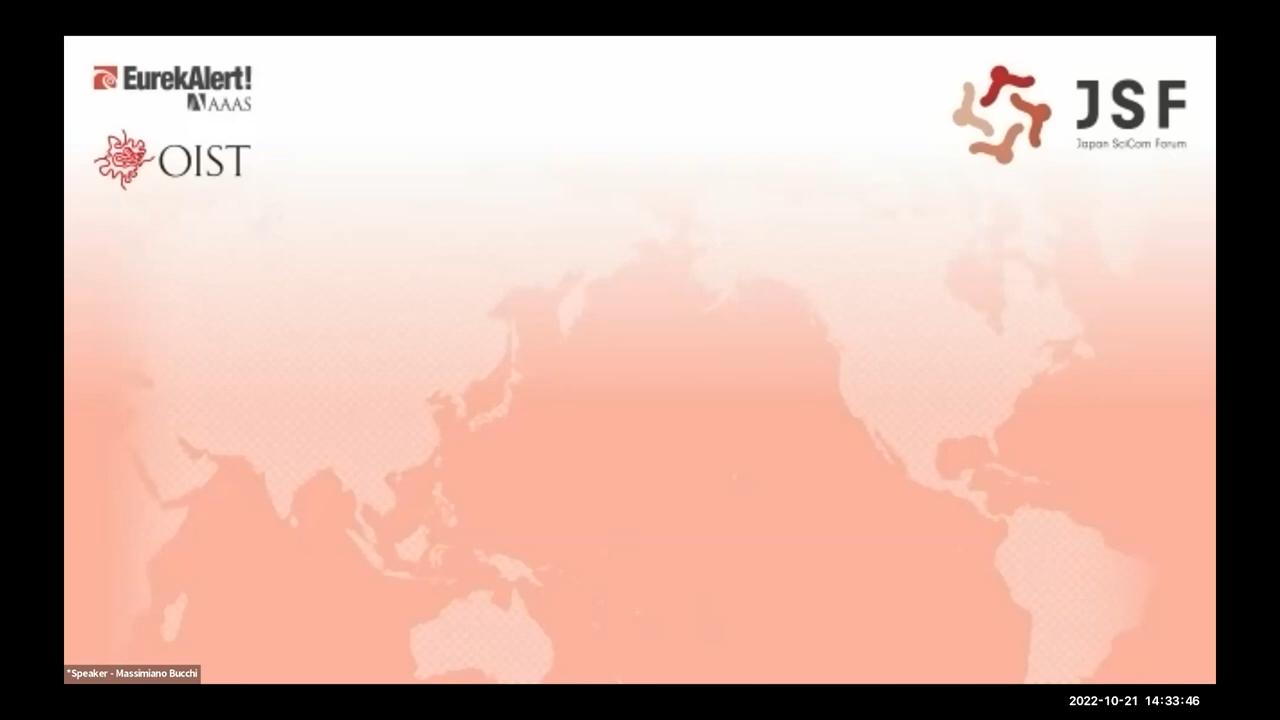 EurekAlert!
AAAS
OIST
JSF
Japan SciCom Forum
*Speaker - Massimiano Bucchi
2022-10-21 14:33:46